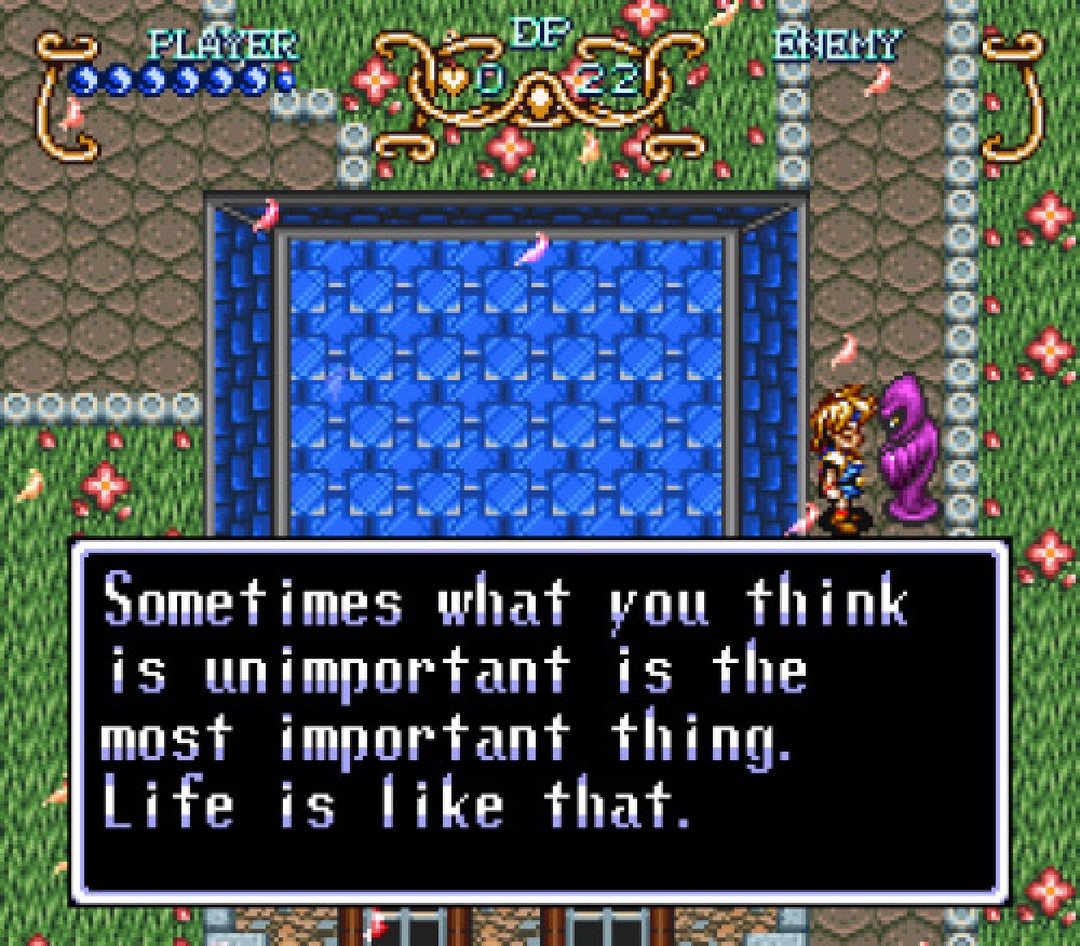 PLAYER DP ENEMY
0 22
Sometimes what you think
is unimportant is the
most important thing.
Life is like that.